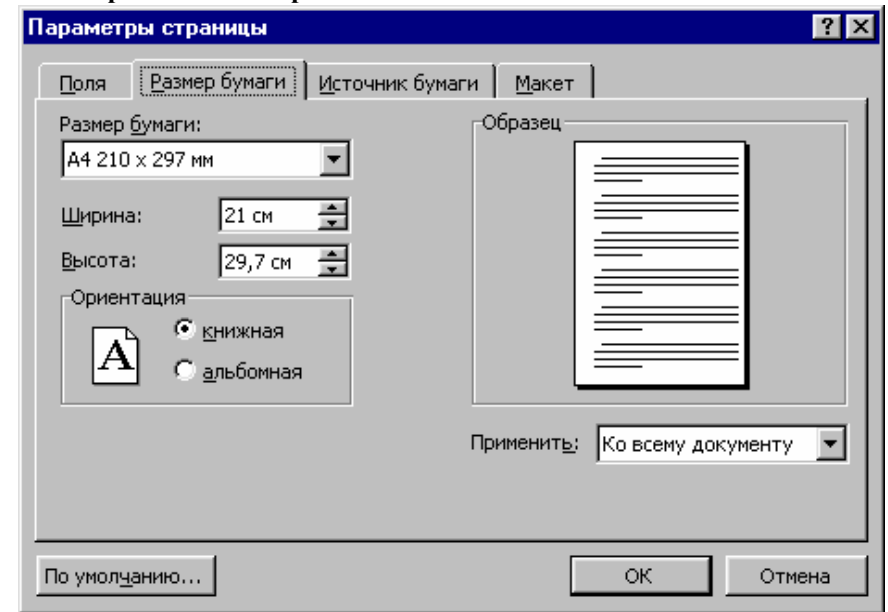 Параметры страницы
Поля Размер бумаги Источник бумаги Макет
Размер бумаги:
A4 210 x 297 мм
Ширина: 21 см
Высота: 29,7 см
Ориентация
A
книжная
альбомная
Образец
Применить: Ко всему документу
По умолчанию... ОК Отмена